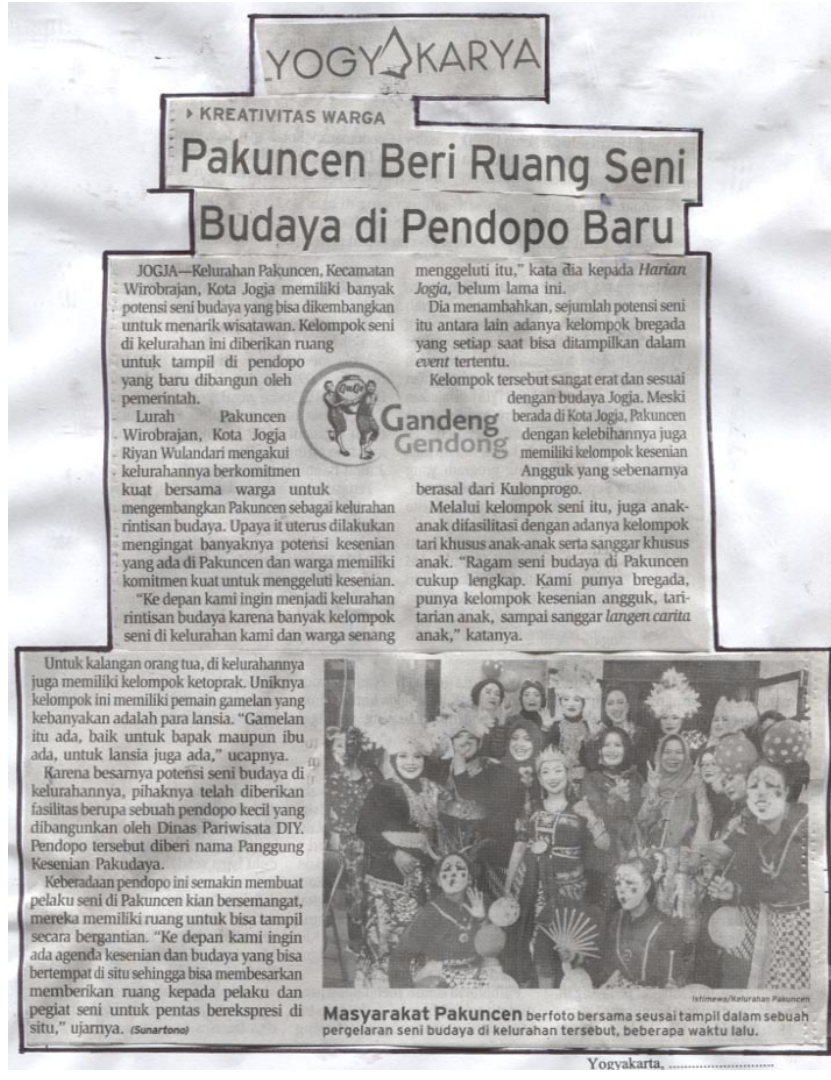 YOGYAKARYA
KREATIVITAS WARGA
Pakuncen Beri Ruang Seni
Budaya di Pendopo Baru
JOGJA—Kelurahan Pakuncen, Kecamatan
Wirobrajan, Kota Jogja memiliki banyak
potensi seni budaya yang bisa dikembangkan
untuk menarik wisatawan. Kelompok seni
di kelurahan ini diberikan ruang
untuk tampil di pendopo
yang baru dibangun oleh
pemerintah.
Lurah Pakuncen
Wirobrajan, Kota Jogja
Riyan Wulandari mengakui
kelurahannya berkomitmen
kuat bersama warga untuk
mengembangkan Pakuncen sebagai kelurahan
rintisan budaya. Upaya it uterus dilakukan
mengingat banyaknya potensi kesenian
yang ada di Pakuncen dan warga memiliki
komitmen kuat untuk menggeluti kesenian.
"Ke depan kami ingin menjadi kelurahan
rintisan budaya karena banyak kelompok
seni di kelurahan kami dan warga senang
menggeluti itu," kata dia kepada Harian
Jogja, belum lama ini.
Dia menambahkan, sejumlah potensi seni
itu antara lain adanya kelompok bregada
yang setiap saat bisa ditampilkan dalam
event tertentu.
Kelompok tersebut sangat erat dan sesuai
dengan budaya Jogja. Meski
berada di Kota Jogja, Pakuncen
dengan kelebihannya juga
memiliki kelompok kesenian
Angguk yang sebenarnya
berasal dari Kulonprogo.
Melalui kelompok seni itu, juga anak-
anak difasilitasi dengan adanya kelompok
tari khusus anak-anak serta sanggar khusus
anak. "Ragam seni budaya di Pakuncen
cukup lengkap. Kami punya bregada,
punya kelompok kesenian angguk, tari-
tarian anak, sampai sanggar langen carita
anak," katanya.
GaGe
Gandeng
Gendong
Untuk kalangan orang tua, di kelurahannya
juga memiliki kelompok ketoprak. Uniknya
kelompok ini memiliki pemain gamelan yang
kebanyakan adalah para lansia. "Gamelan
itu ada, baik untuk bapak maupun ibu
ada, untuk lansia juga ada," ucapnya.
Karena besarnya potensi seni budaya di
kelurahannya, pihaknya telah diberikan
fasilitas berupa sebuah pendopo kecil yang
dibangunkan oleh Dinas Pariwisata DIY.
Pendopo tersebut diberi nama Panggung
Kesenian Pakudaya.
Keberadaan pendopo ini semakin membuat
pelaku seni di Pakuncen kian bersemangat,
mereka memiliki ruang untuk bisa tampil
secara bergantian. "Ke depan kami ingin
ada agenda kesenian dan budaya yang bisa
bertempat di situ sehingga bisa membesarkan
memberikan ruang kepada pelaku dan
pegiat seni untuk pentas berekspresi di
situ," ujarnya. (Sunartono)
Istimewa/Kelurahan Pakuncen
Masyarakat Pakuncen berfoto bersama seusai tampil dalam sebuah
pergelaran seni budaya di kelurahan tersebut, beberapa waktu lalu.
Yogyakarta, ...........................